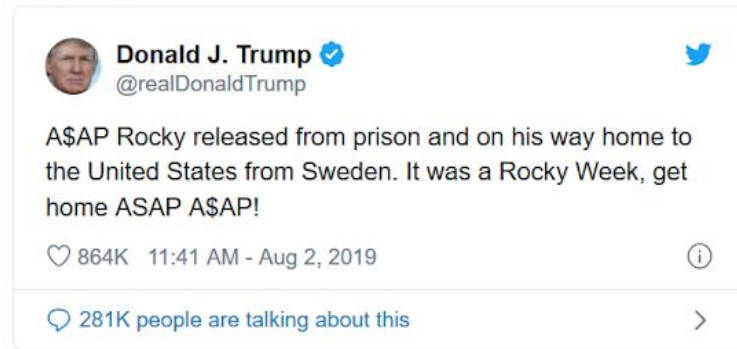 Donald J. Trump
@realDonaldTrump
A$AP Rocky released from prison and on his way home to
the United States from Sweden. It was a Rocky Week, get
home ASAP A$AP!
864K 11:41 AM - Aug 2, 2019
281K people are talking about this